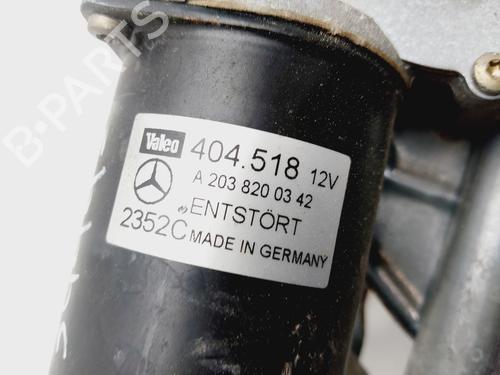 B-PARTS
Valeo 404.518 12V
A 203 820 03 42
ENTSTÖRT
2352C MADE IN GERMANY